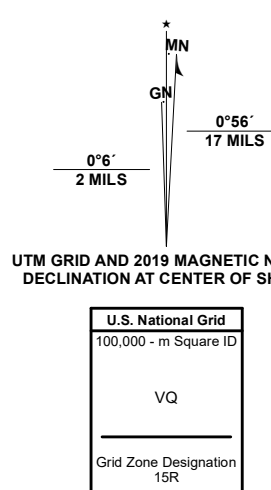 ★
MN
GN
0°56´
17 MILS
0°6´
2 MILS
UTM GRID AND 2019 MAGNETIC
DECLINATION AT CENTER OF
U.S. National Grid
100,000 - m Square ID
VQ
Grid Zone Designation
15R